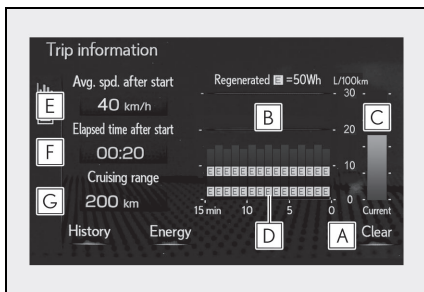 Trip information
Avg. spd. after start
Regenerated E =50Wh
L/100km
E
40 km/h
30
B
C
Elapsed time after start
20
F
00:20
Cruising range
10
E E E E E E E E E E E E E E E
G
200 km
E E E E E E E E E E E E E E E
0
15 min
10
5
0
Current
D
A
History
Energy
Clear